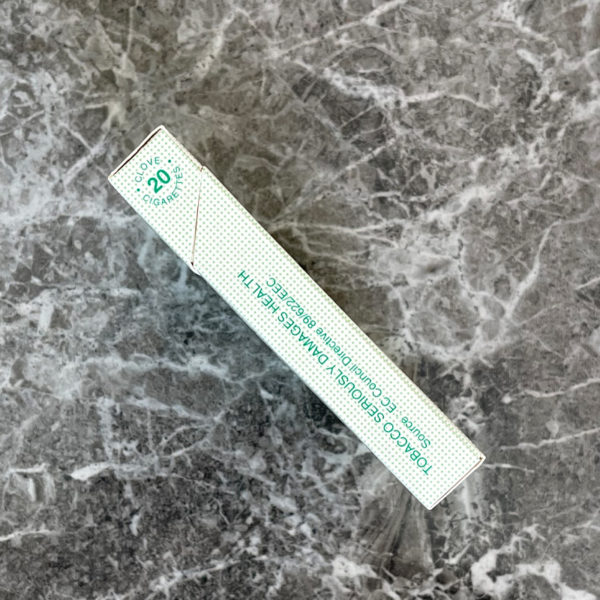 • CLOVE •
20
CIGARETTES
TOBACCO SERIOUSLY DAMAGES HEALTH
Source EC Council Directive 89/622/EEC